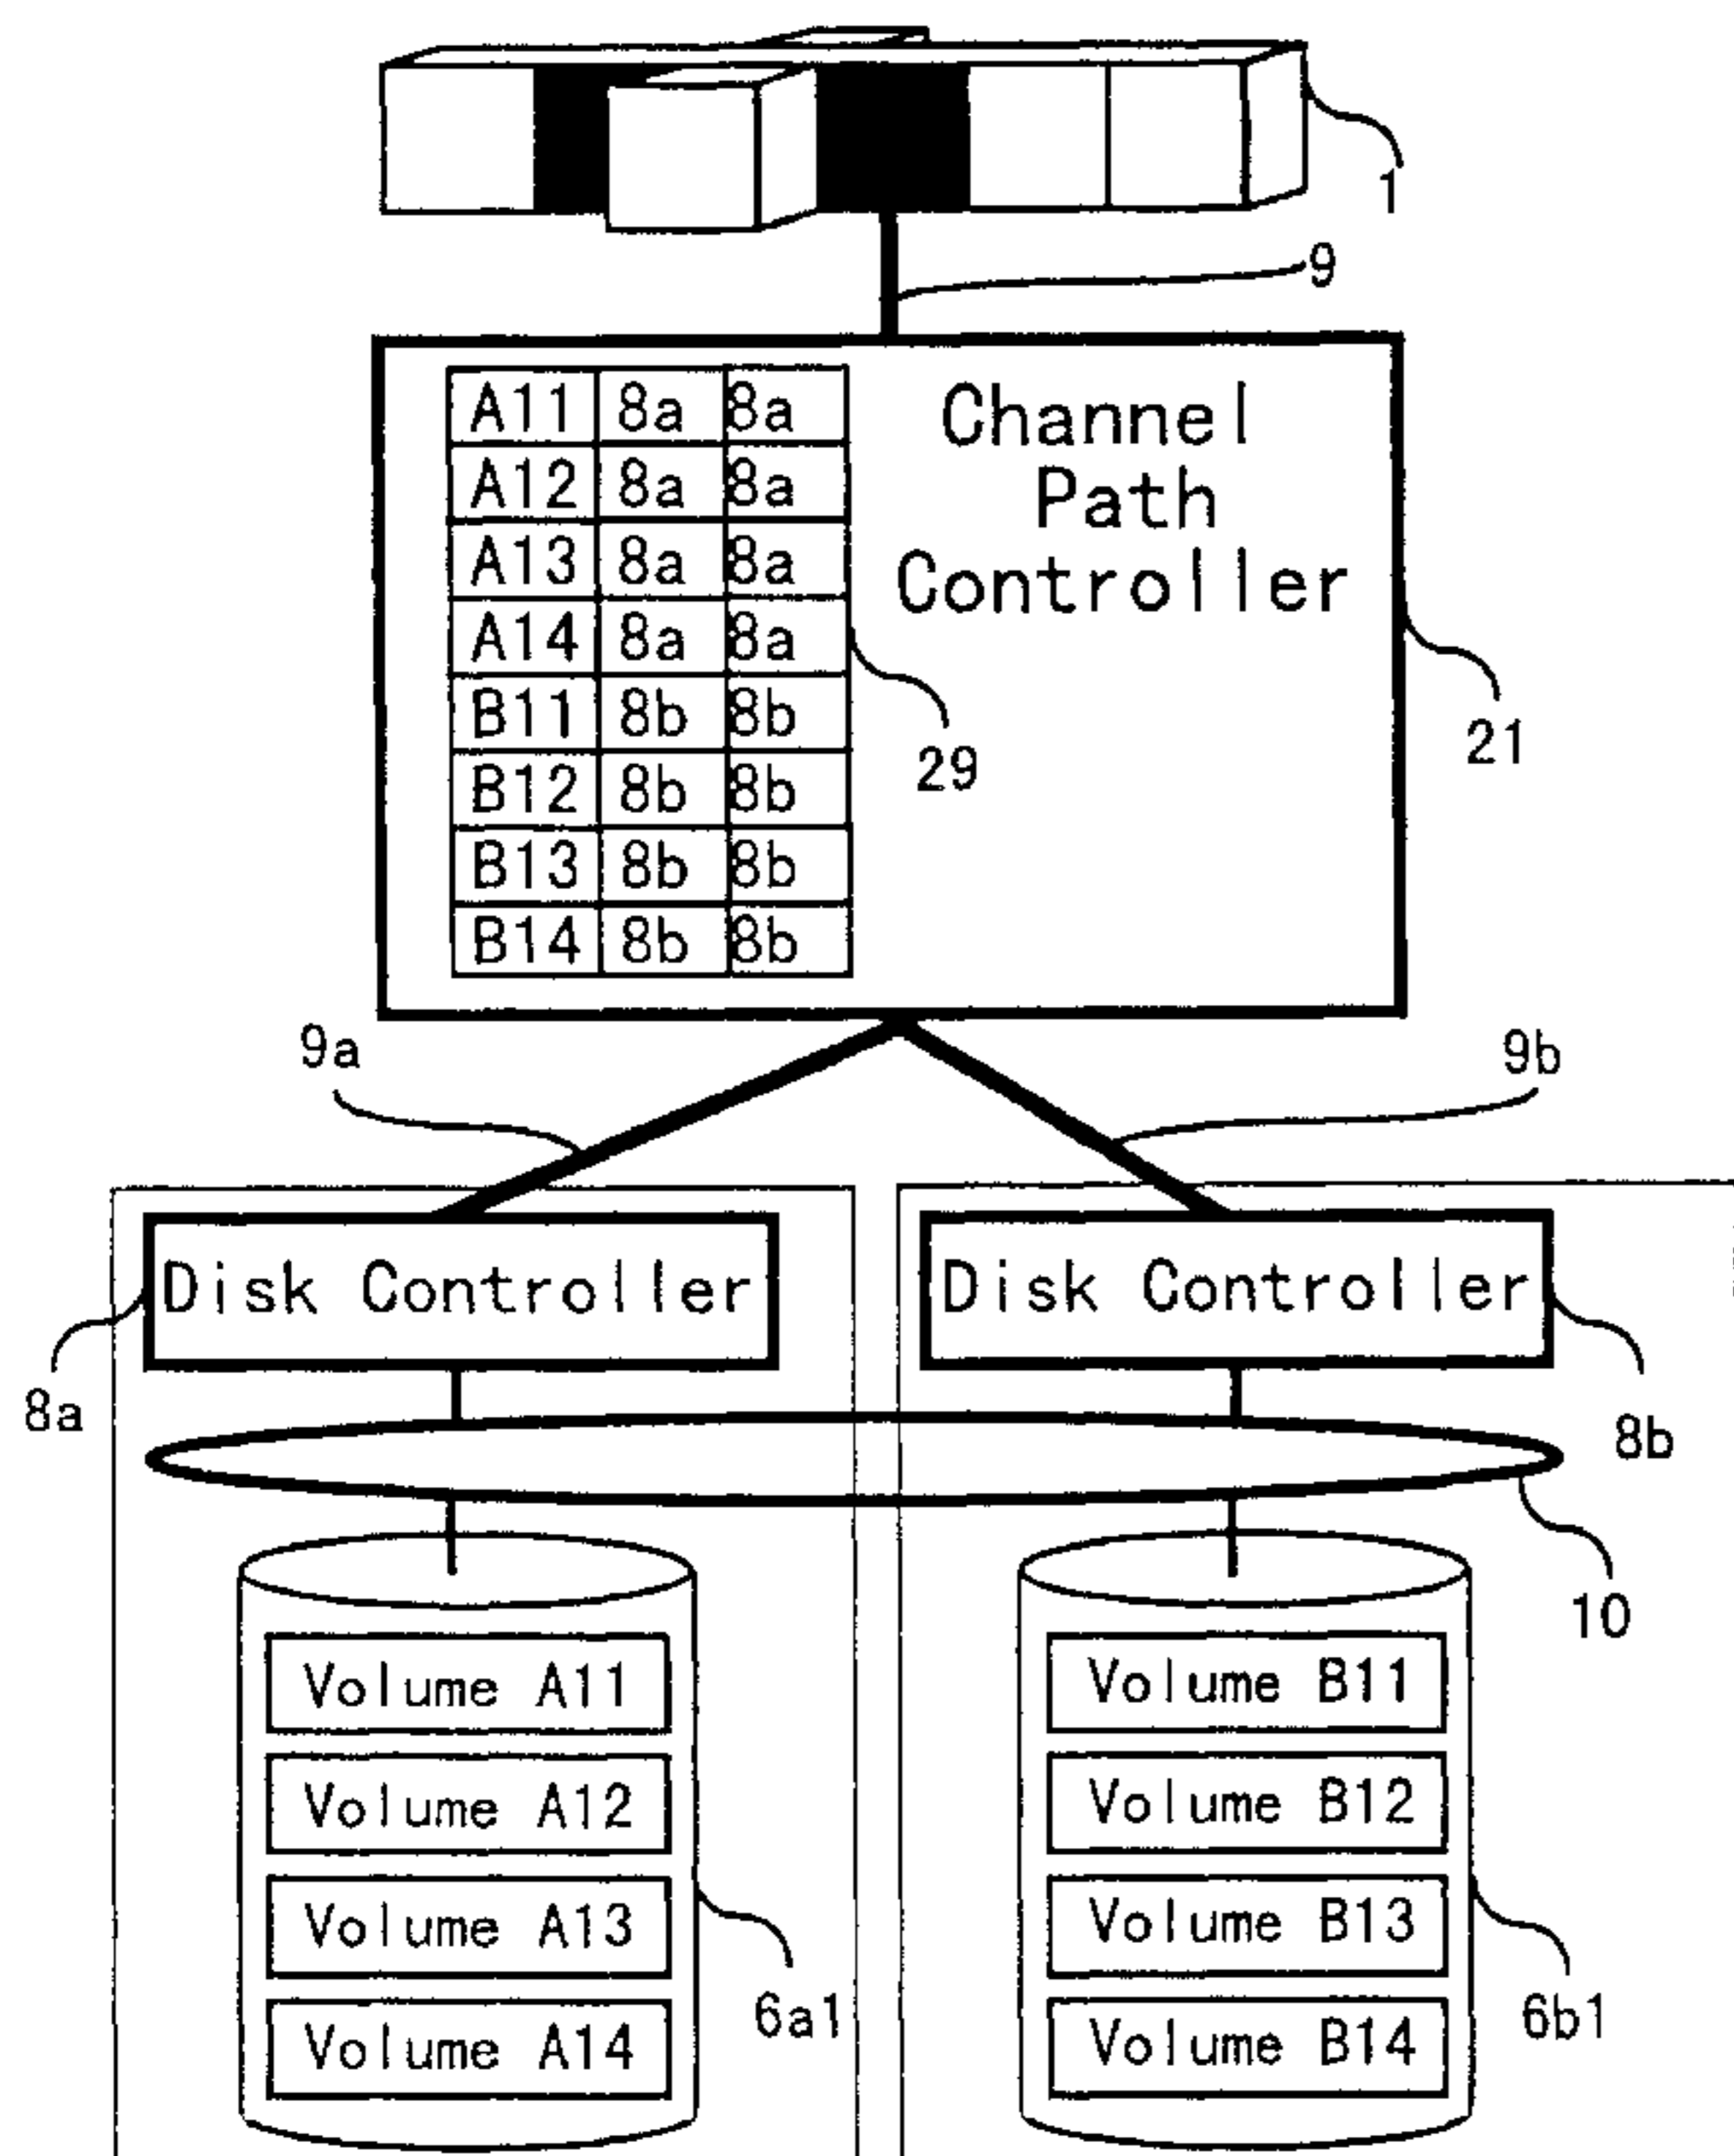 1
9
A11 8a 8a
A12 8a 8a
A13 8a 8a
A14 8a 8a
B11 8b 8b
B12 8b 8b
B13 8b 8b
B14 8b 8b
Channel
Path
Controller
29
21
9a
9b
Disk Controller
Disk Controller
8a
8b
10
Volume A11
Volume A12
Volume A13
Volume A14
6a1
Volume B11
Volume B12
Volume B13
Volume B14
6b1